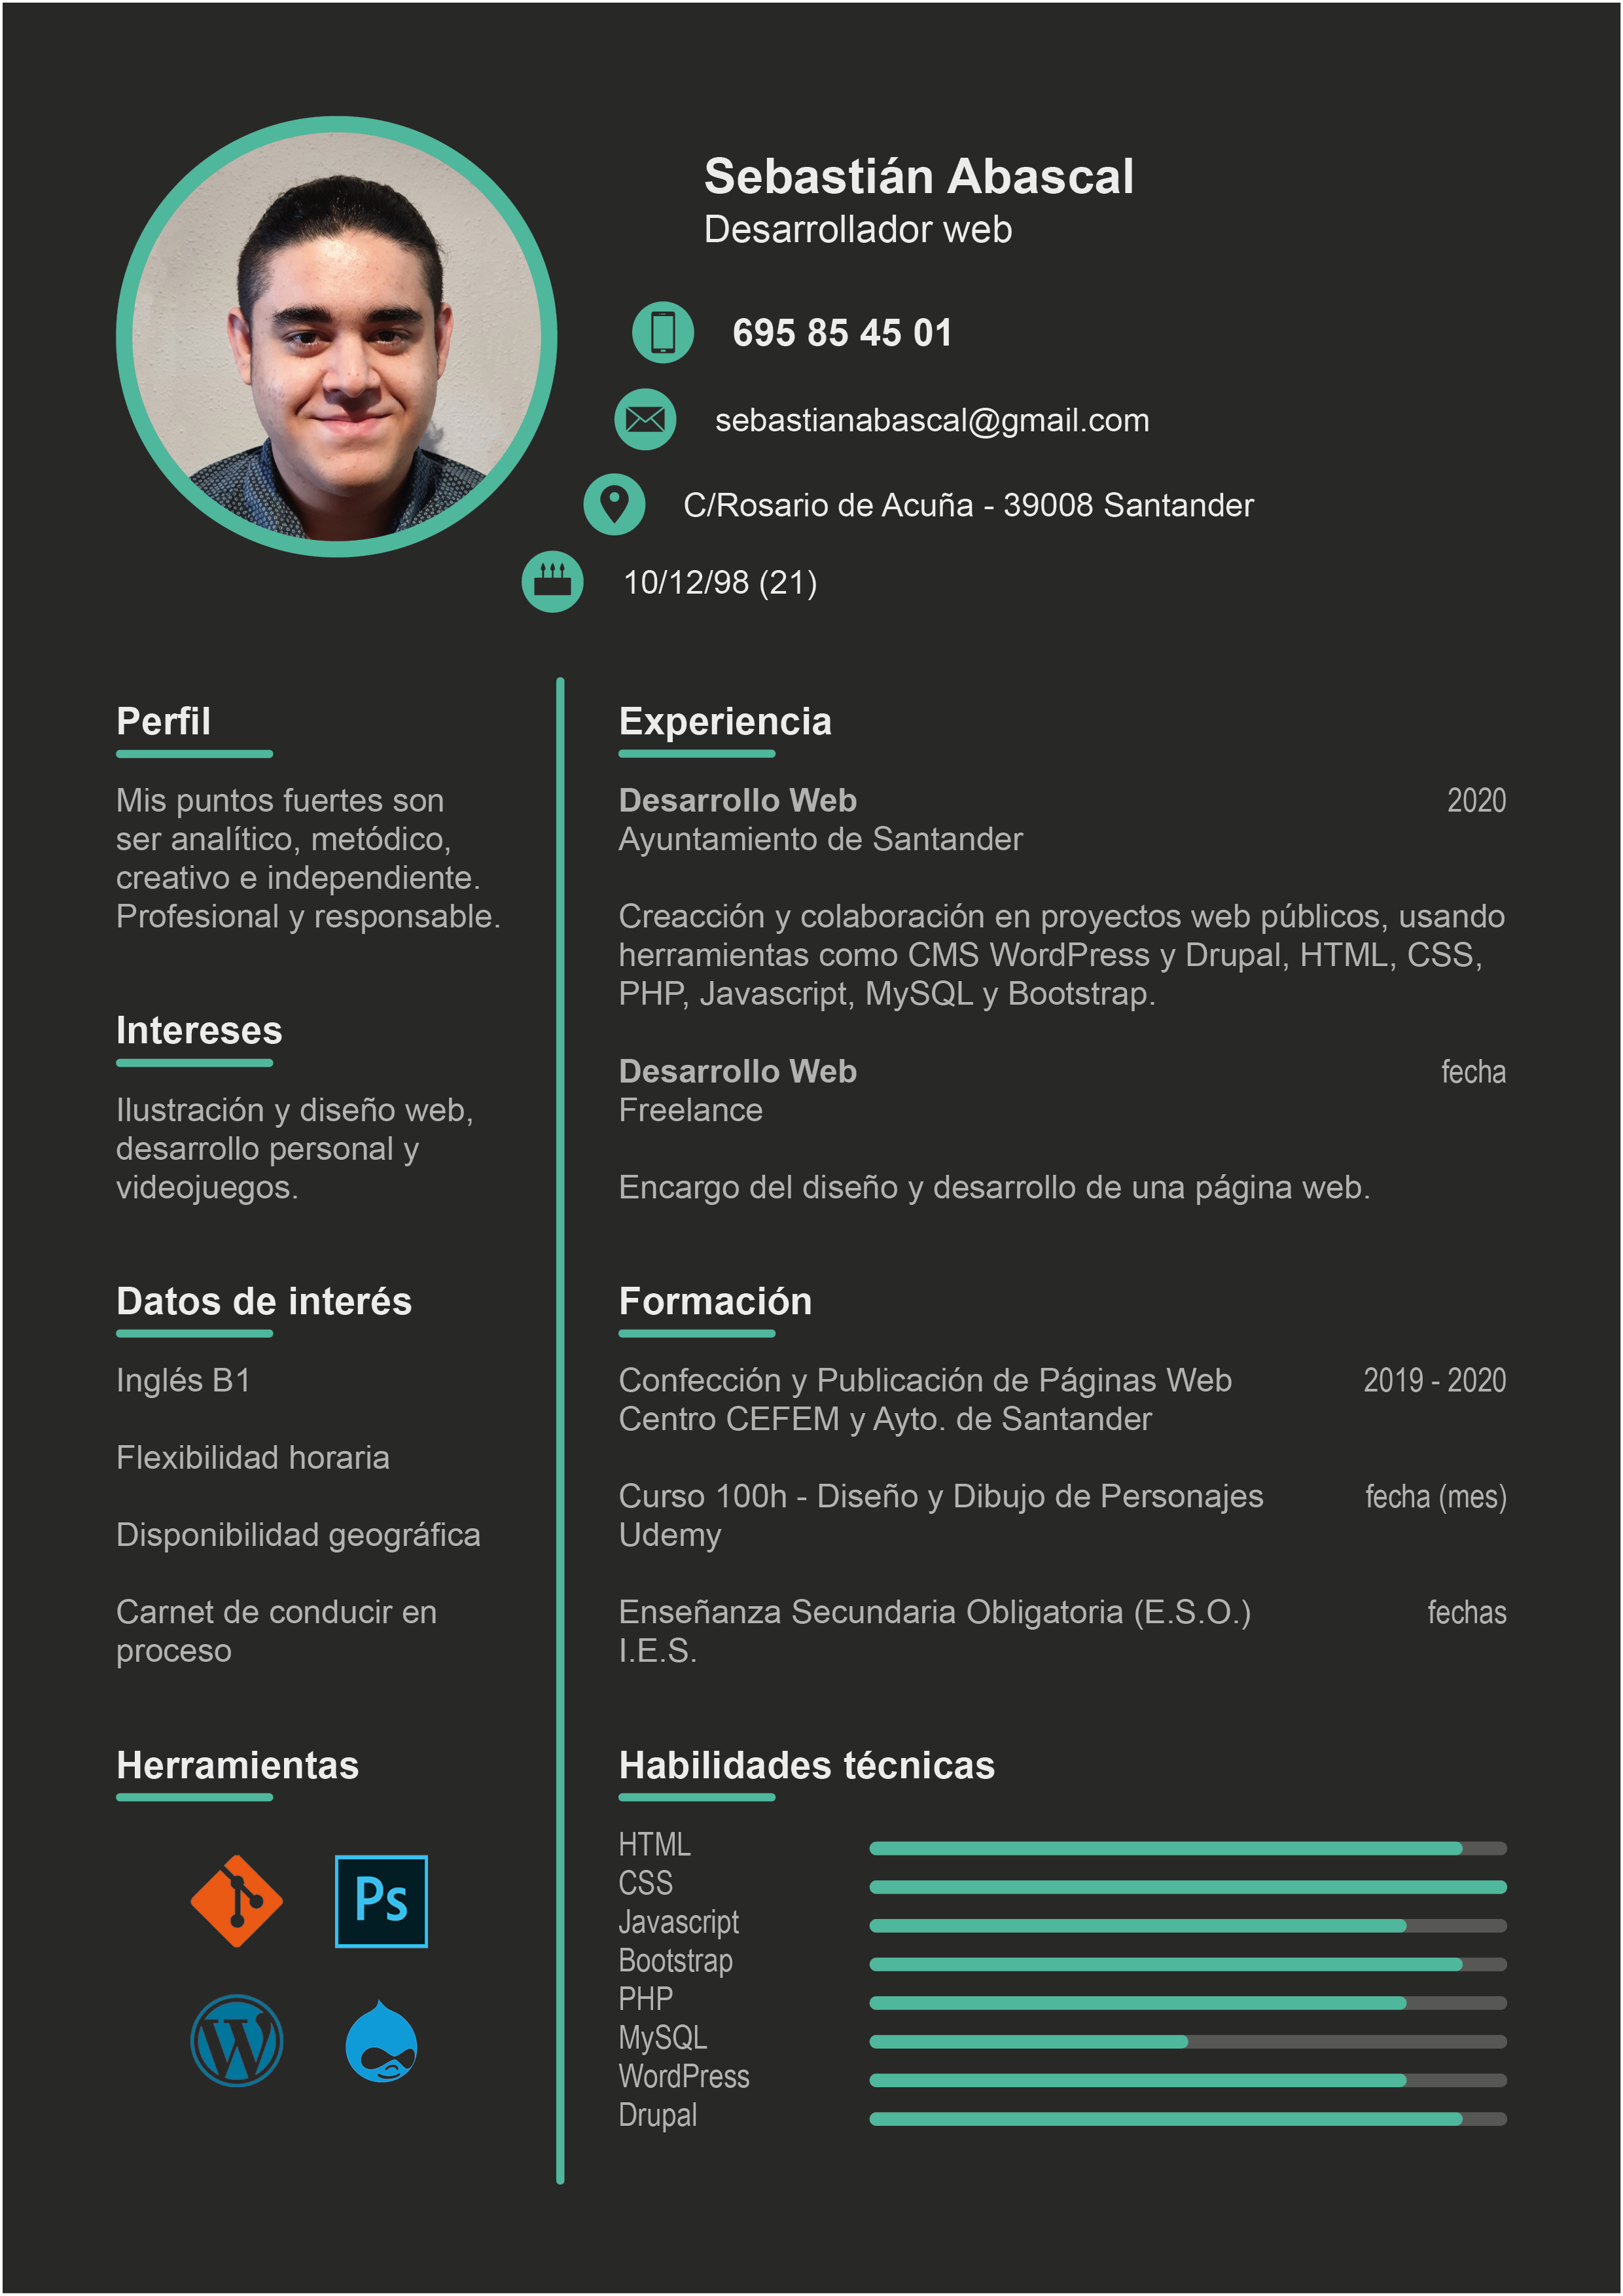 Sebastián Abascal
Desarrollador web
695 85 45 01
sebastianabascal@gmail.com
C/Rosario de Acuña - 39008 Santander
10/12/98 (21)
Perfil
Mis puntos fuertes son
ser analítico, metódico,
creativo e independiente.
Profesional y responsable.
Intereses
Ilustración y diseño web,
desarrollo personal y
videojuegos.
Datos de interés
Inglés B1
Flexibilidad horaria
Disponibilidad geográfica
Carnet de conducir en
proceso
Herramientas
Ps
W
Experiencia
Desarrollo Web 2020
Ayuntamiento de Santander
Creacción y colaboración en proyectos web públicos, usando
herramientas como CMS WordPress y Drupal, HTML, CSS,
PHP, Javascript, MySQL y Bootstrap.
Desarrollo Web fecha
Freelance
Encargo del diseño y desarrollo de una página web.
Formación
Confección y Publicación de Páginas Web 2019 - 2020
Centro CEFEM y Ayto. de Santander
Curso 100h - Diseño y Dibujo de Personajes fecha (mes)
Udemy
Enseñanza Secundaria Obligatoria (E.S.O.) fechas
I.E.S.
Habilidades técnicas
HTML
CSS
Javascript
Bootstrap
PHP
MySQL
WordPress
Drupal